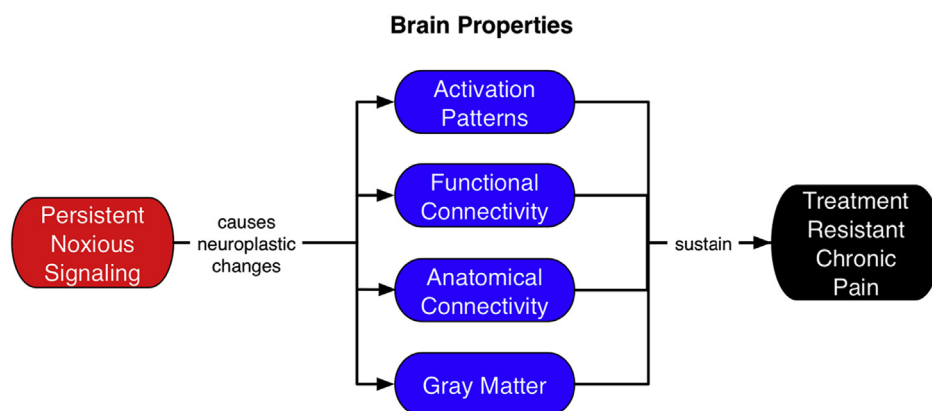 Brain Properties
Persistent
Noxious
Signaling
causes
neuroplastic
changes
Activation
Patterns
Functional
Connectivity
Anatomical
Connectivity
Gray Matter
sustain
Treatment
Resistant
Chronic
Pain